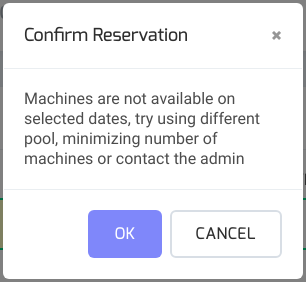 Confirm Reservation
Machines are not available on
selected dates, try using different
pool, minimizing number of
machines or contact the admin
OK
CANCEL